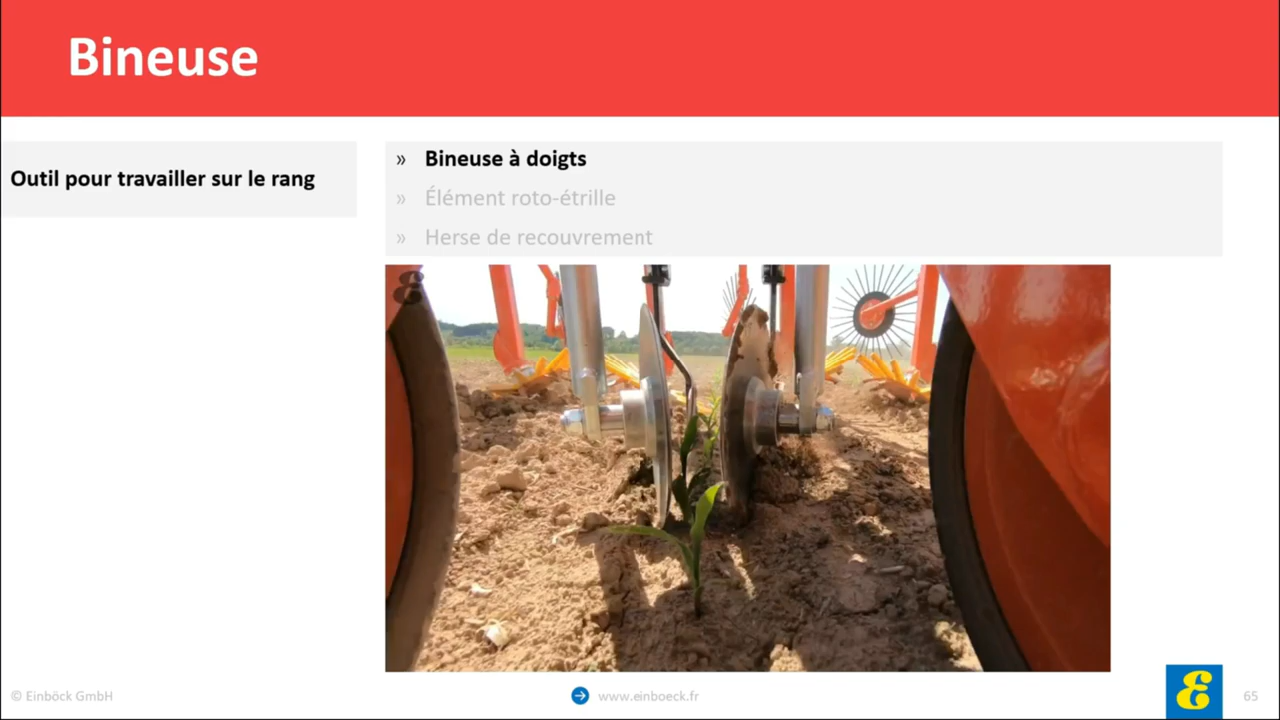 Bineuse
Outil pour travailler sur le rang
» Bineuse à doigts
» Élément roto-étrille
» Herse de recouvrement
© Einböck GmbH
www.einboeck.fr
65